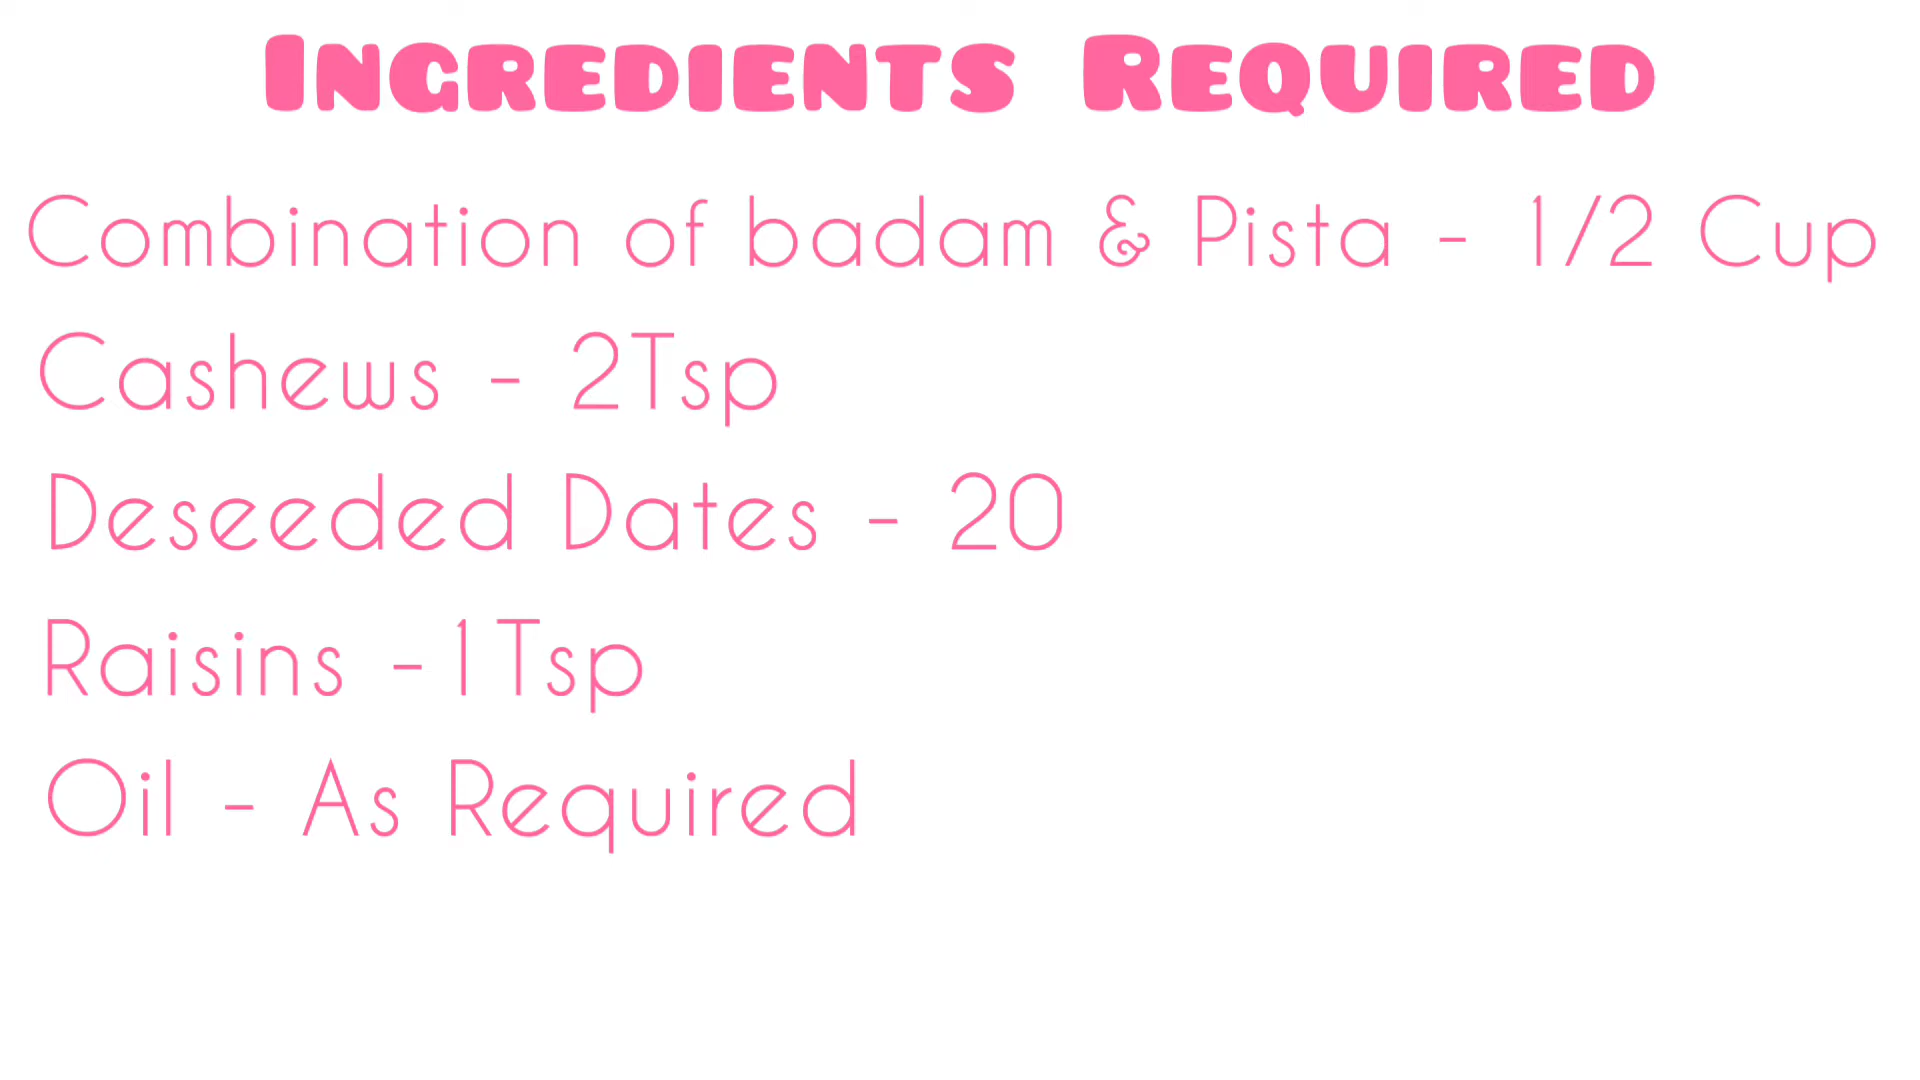 Ingredients Required
Combination of badam & Pista - 1/2 Cup
Cashews - 2Tsp
Deseeded Dates - 20
Raisins -1Tsp
Oil - As Required